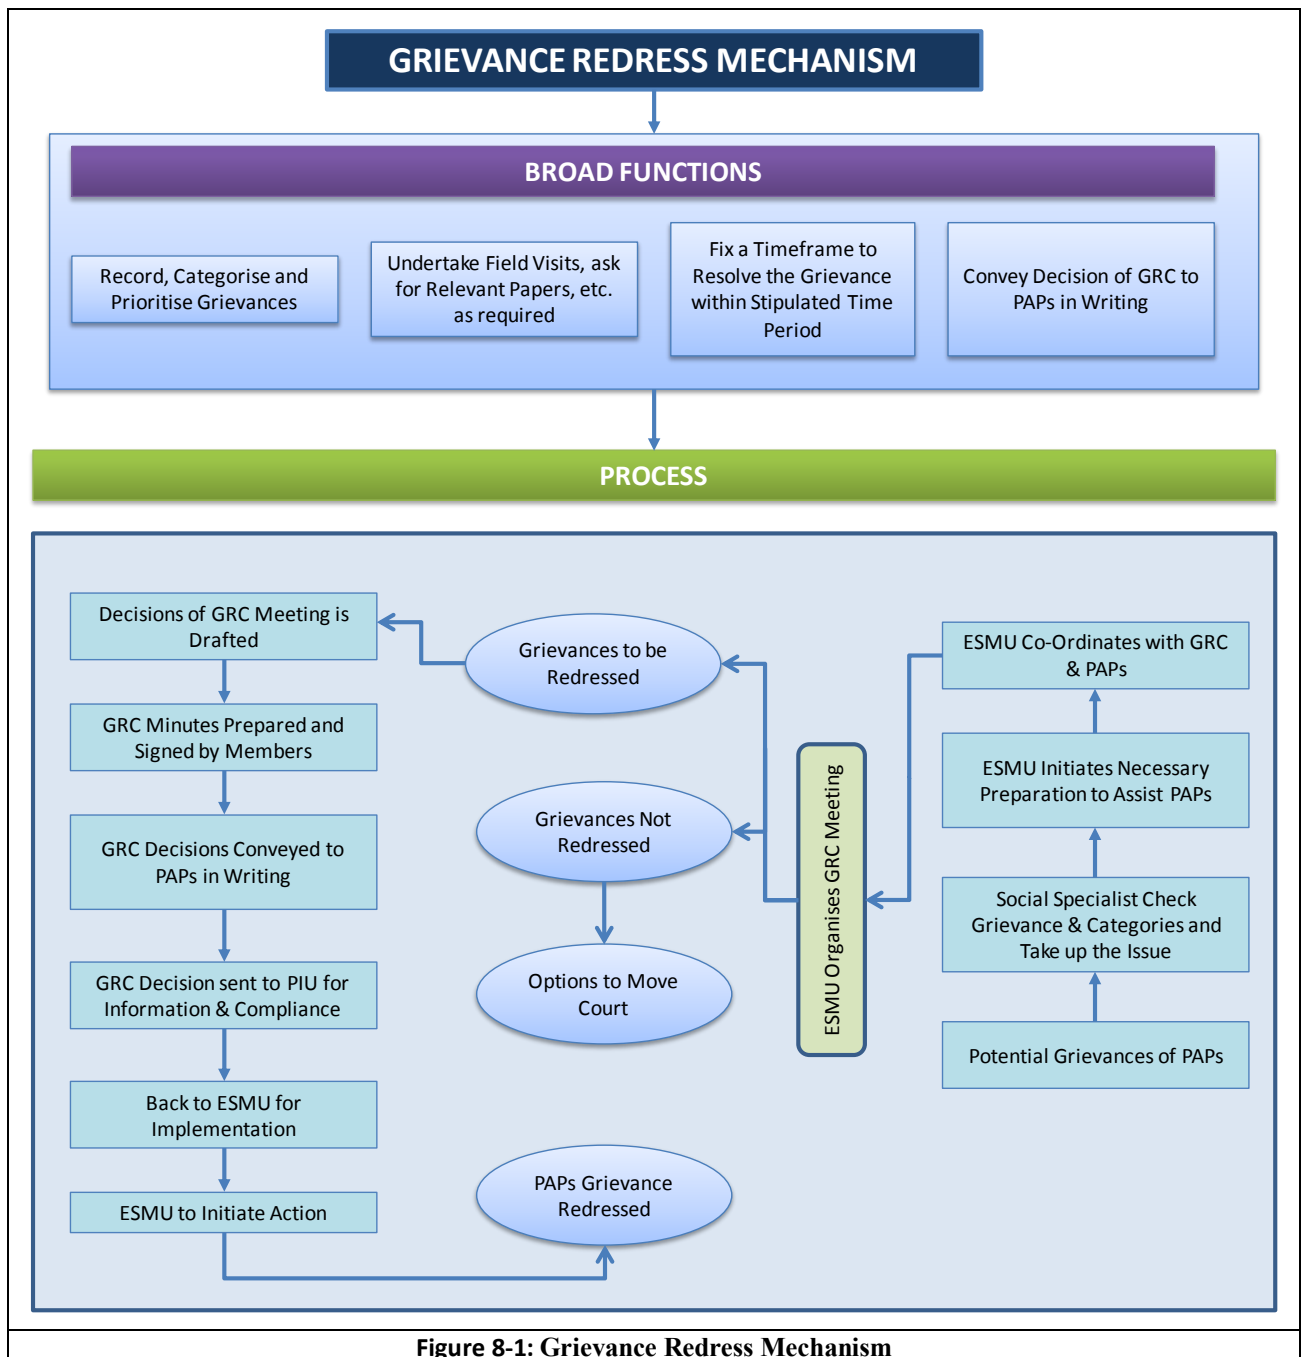 GRIEVANCE REDRESS MECHANISM
BROAD FUNCTIONS
Record, Categorise and
Prioritise Grievances
Undertake Field Visits, ask
for Relevant Papers, etc.
as required
Fix a Timeframe to
Resolve the Grievance
within Stipulated Time
Period
Convey Decision of GRC to
PAPs in Writing
PROCESS
Decisions of GRC Meeting is
Drafted
GRC Minutes Prepared and
Signed by Members
GRC Decisions Conveyed to
PAPs in Writing
GRC Decision sent to PIU for
Information & Compliance
Back to ESMU for
Implementation
ESMU to Initiate Action
Grievances to be
Redressed
Grievances Not
Redressed
Options to Move
Court
PAPs Grievance
Redressed
ESMU Organises GRC Meeting
ESMU Co-Ordinates with GRC
& PAPs
ESMU Initiates Necessary
Preparation to Assist PAPs
Social Specialist Check
Grievance & Categories and
Take up the Issue
Potential Grievances of PAPs
Figure 8-1: Grievance Redress Mechanism